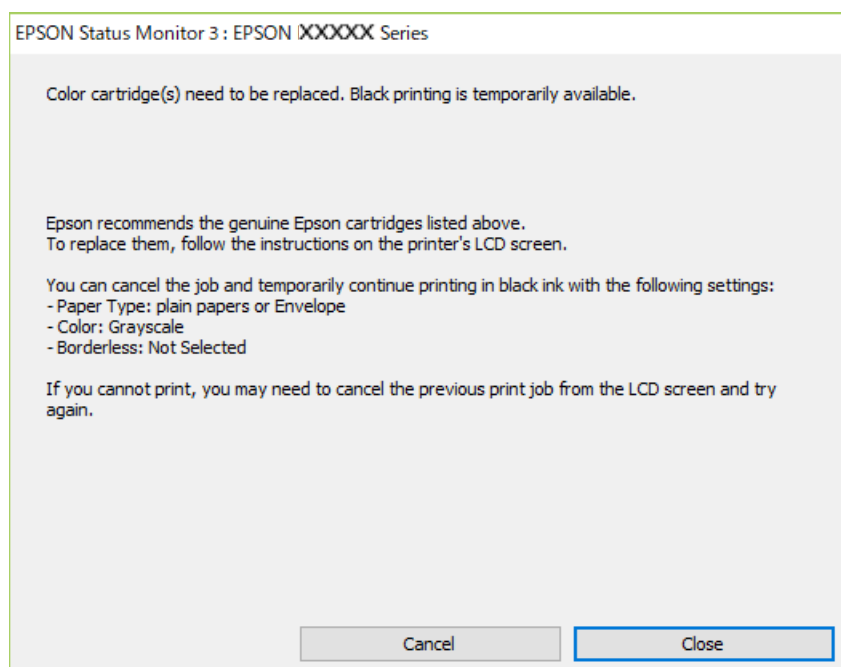 EPSON Status Monitor 3 : EPSON XXXXX Series
Color cartridge(s) need to be replaced. Black printing is temporarily available.
Epson recommends the genuine Epson cartridges listed above.
To replace them, follow the instructions on the printer's LCD screen.
You can cancel the job and temporarily continue printing in black ink with the following settings:
- Paper Type: plain papers or Envelope
- Color: Grayscale
- Borderless: Not Selected
If you cannot print, you may need to cancel the previous print job from the LCD screen and try
again.
Cancel
Close